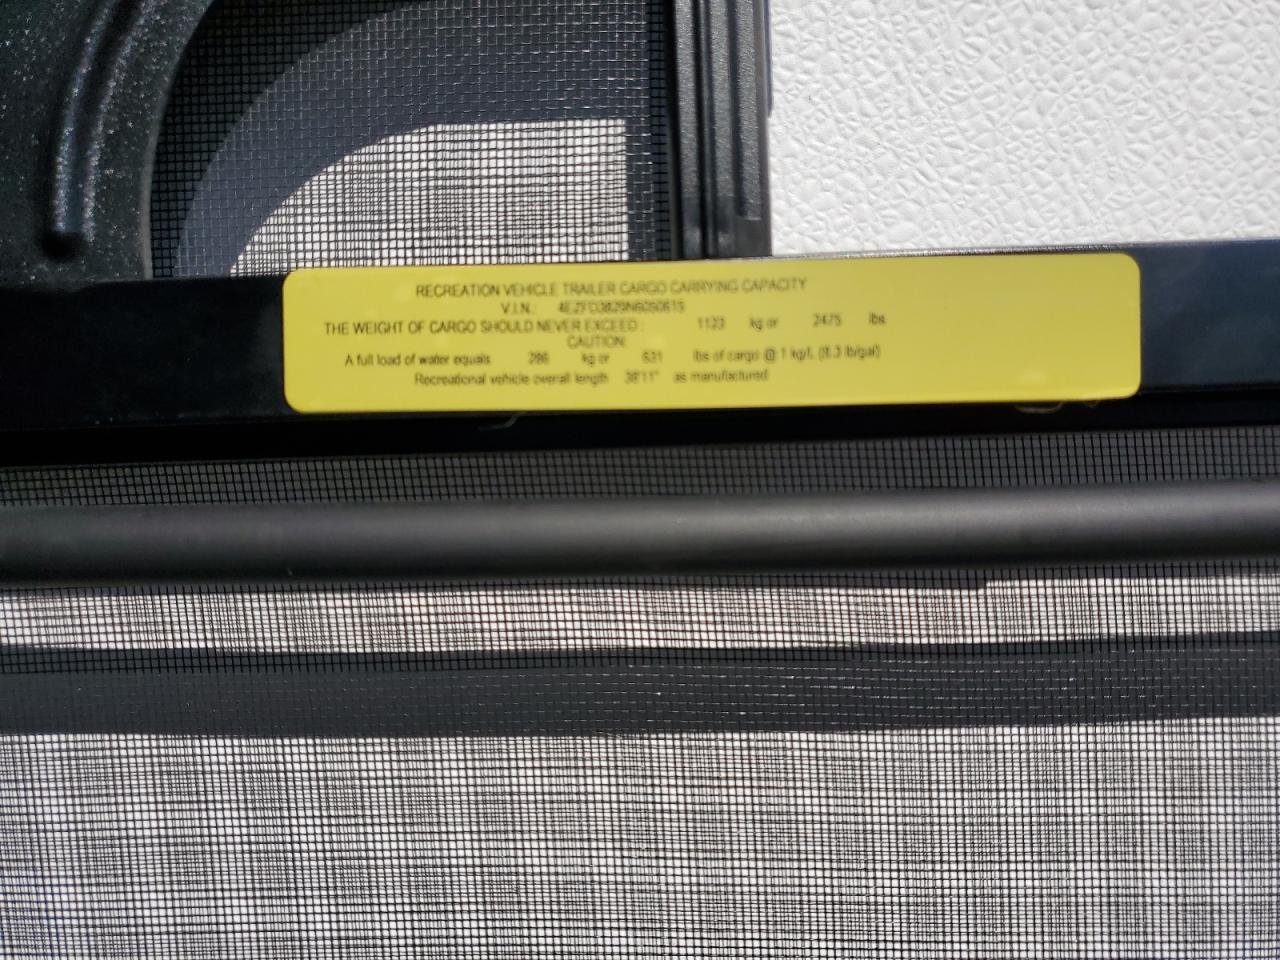 RECREATION VEHICLE TRAILER CARGO CARRYING CAPACITY
V.I.N.:
THE WEIGHT OF CARGO SHOULD NEVER EXCEED: 1123 kg or 2475 lbs
CAUTION:
A full load of water equals 286 kg or 631 lbs of cargo @ 1 kg/L (8.3 lb/gal)
Recreational vehicle overall length 38'11" as manufactured